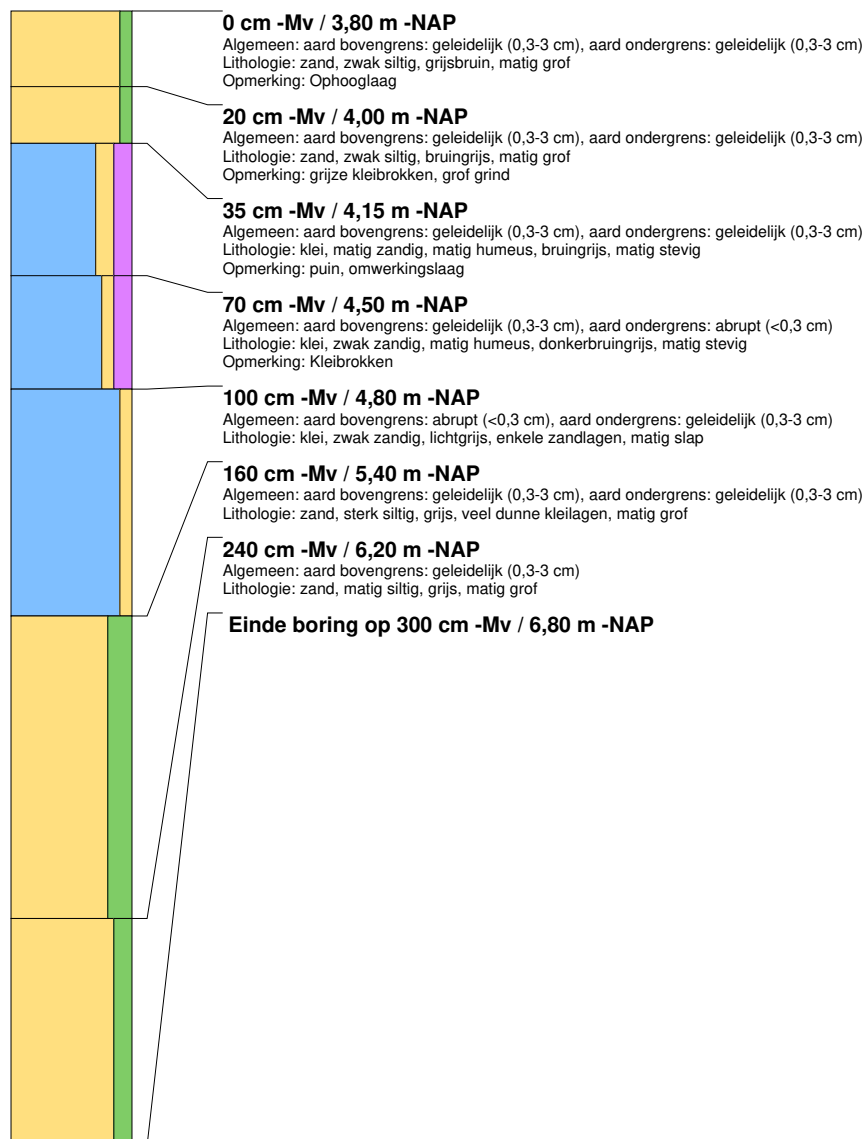 0 cm -Mv / 3,80 m -NAP
Algemeen: aard bovengrens: geleidelijk (0,3-3 cm), aard ondergrens: geleidelijk (0,3-3 cm)
Lithologie: zand, zwak siltig, grijsbruin, matig grof
Opmerking: Ophooglaag
20 cm -Mv / 4,00 m -NAP
Algemeen: aard bovengrens: geleidelijk (0,3-3 cm), aard ondergrens: geleidelijk (0,3-3 cm)
Lithologie: zand, zwak siltig, bruingrijs, matig grof
Opmerking: grijze kleibrokken, grof grind
35 cm -Mv / 4,15 m -NAP
Algemeen: aard bovengrens: geleidelijk (0,3-3 cm), aard ondergrens: geleidelijk (0,3-3 cm)
Lithologie: klei, matig zandig, matig humeus, bruingrijs, matig stevig
Opmerking: puin, omwerkingslaag
70 cm -Mv / 4,50 m -NAP
Algemeen: aard bovengrens: geleidelijk (0,3-3 cm), aard ondergrens: abrupt (<0,3 cm)
Lithologie: klei, zwak zandig, matig humeus, donkerbruingrijs, matig stevig
Opmerking: Kleibrokken
100 cm -Mv / 4,80 m -NAP
Algemeen: aard bovengrens: abrupt (<0,3 cm), aard ondergrens: geleidelijk (0,3-3 cm)
Lithologie: klei, zwak zandig, lichtgrijs, enkele zandlagen, matig slap
160 cm -Mv / 5,40 m -NAP
Algemeen: aard bovengrens: geleidelijk (0,3-3 cm), aard ondergrens: geleidelijk (0,3-3 cm)
Lithologie: zand, sterk siltig, grijs, veel dunne kleilagen, matig grof
240 cm -Mv / 6,20 m -NAP
Algemeen: aard bovengrens: geleidelijk (0,3-3 cm)
Lithologie: zand, matig siltig, grijs, matig grof
Einde boring op 300 cm -Mv / 6,80 m -NAP